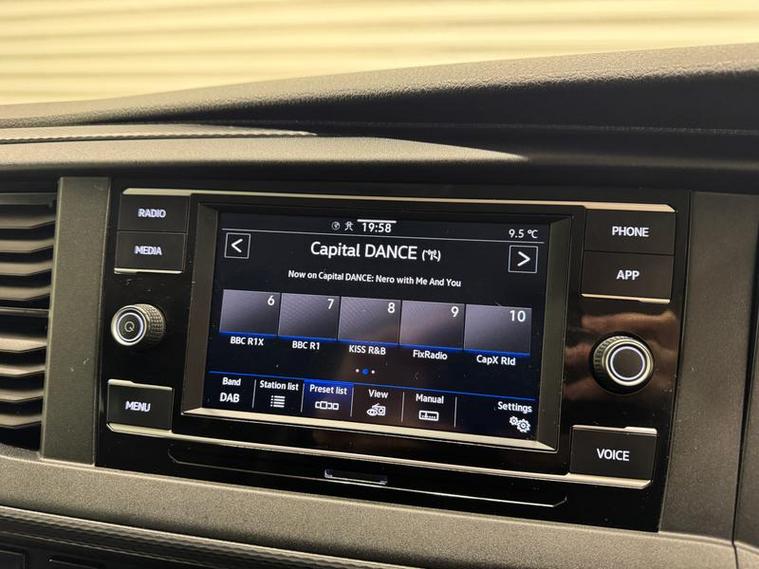 RADIO
MEDIA
MENU
PHONE
APP
VOICE
19:58
9.5 °C
<
Capital DANCE
>
Now on Capital DANCE: Nero with Me And You
6 7 8 9 10
BBC R1X BBC R1 KISS R&B FixRadio CapX Rld
Band Station list Preset list View Manual Settings
DAB